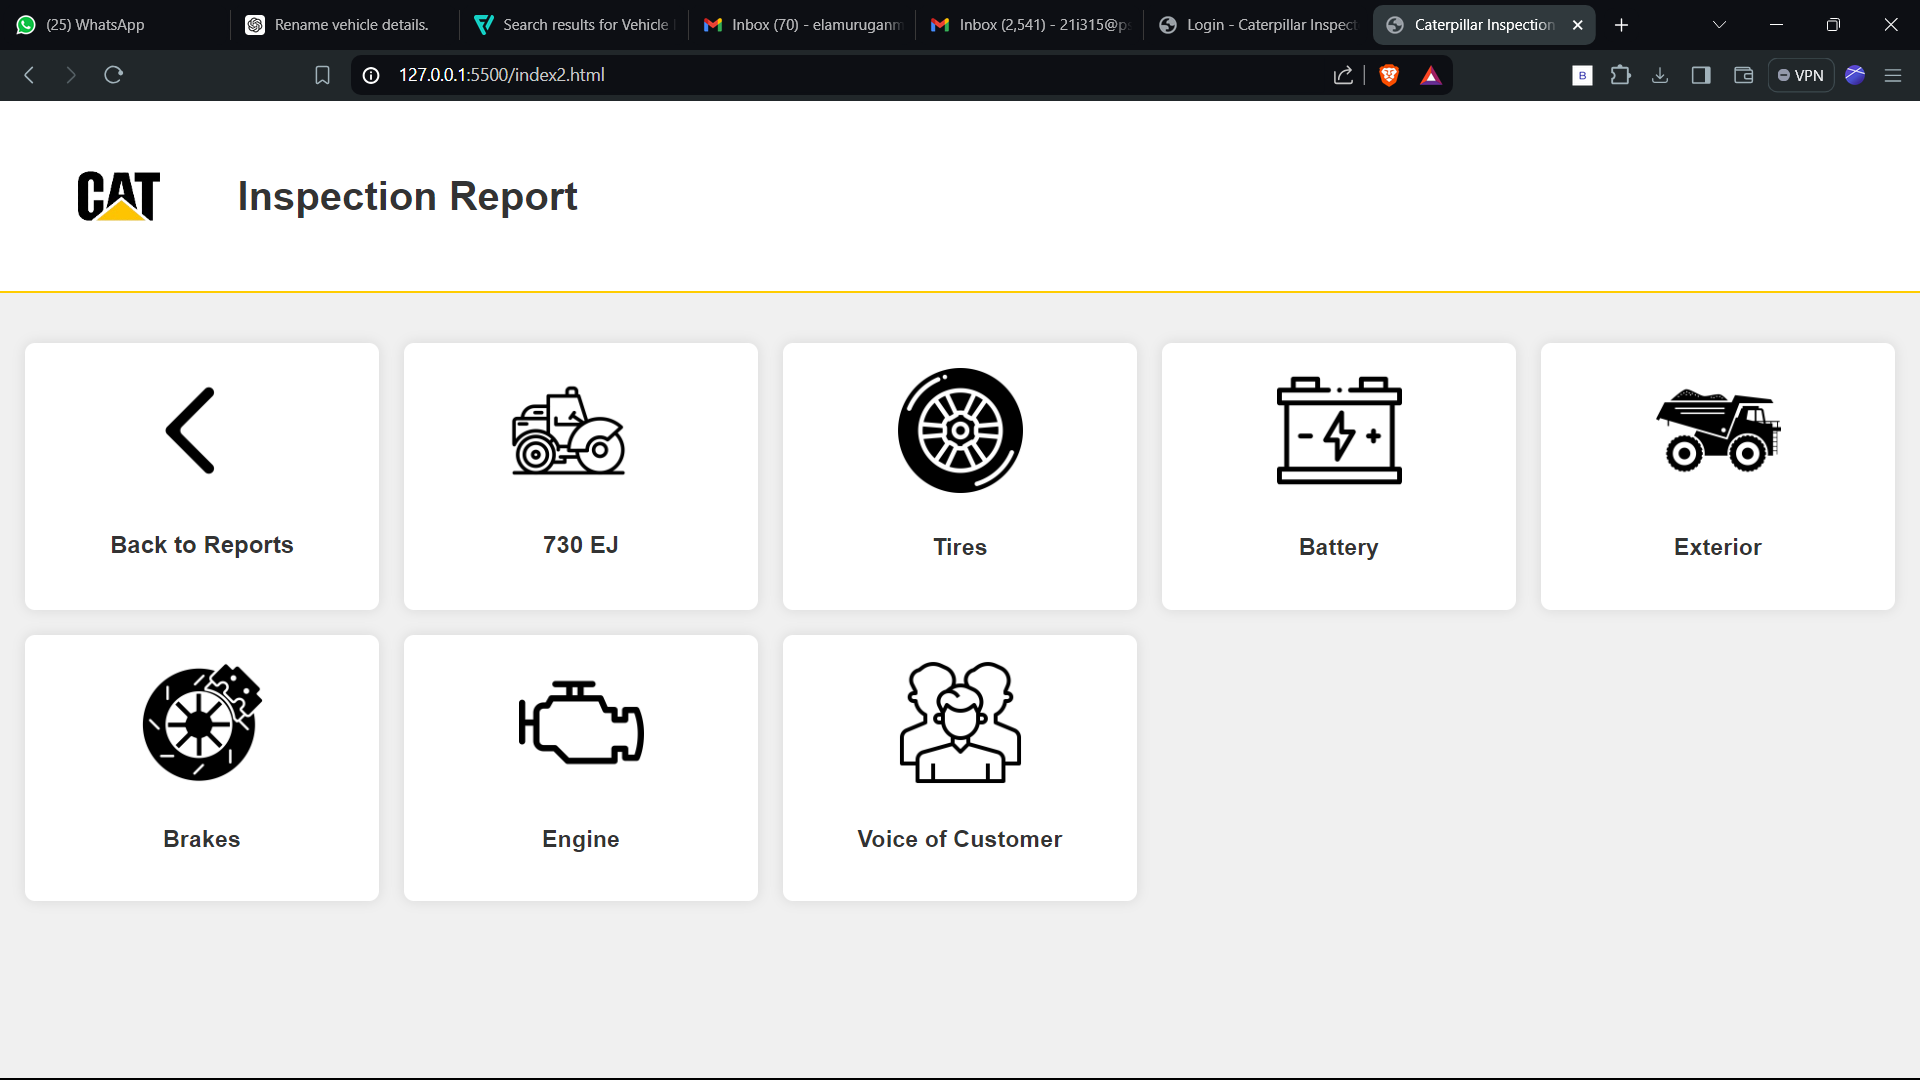 (25) WhatsApp
Rename vehicle details.
Search results for Vehicle
Inbox (70) - elamurugan
Inbox (2,541) - 21i315@p
Login - Caterpillar Inspect
Caterpillar Inspection
127.0.0.1:5500/index2.html
B
VPN
CAT
Inspection Report
Back to Reports
730 EJ
Tires
Battery
Exterior
Brakes
Engine
Voice of Customer